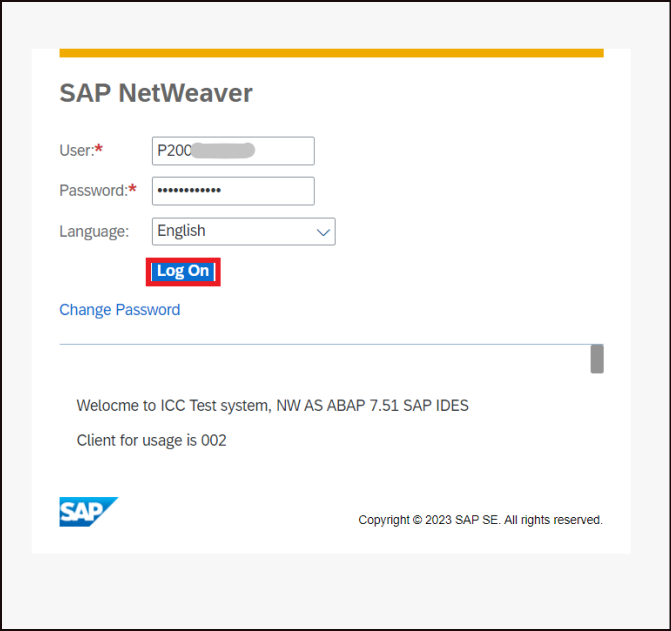 SAP NetWeaver
User:* P200
Password:* ••••••••••••
Language: English
Log On
Change Password
Welocme to ICC Test system, NW AS ABAP 7.51 SAP IDES
Client for usage is 002
SAP Copyright © 2023 SAP SE. All rights reserved.